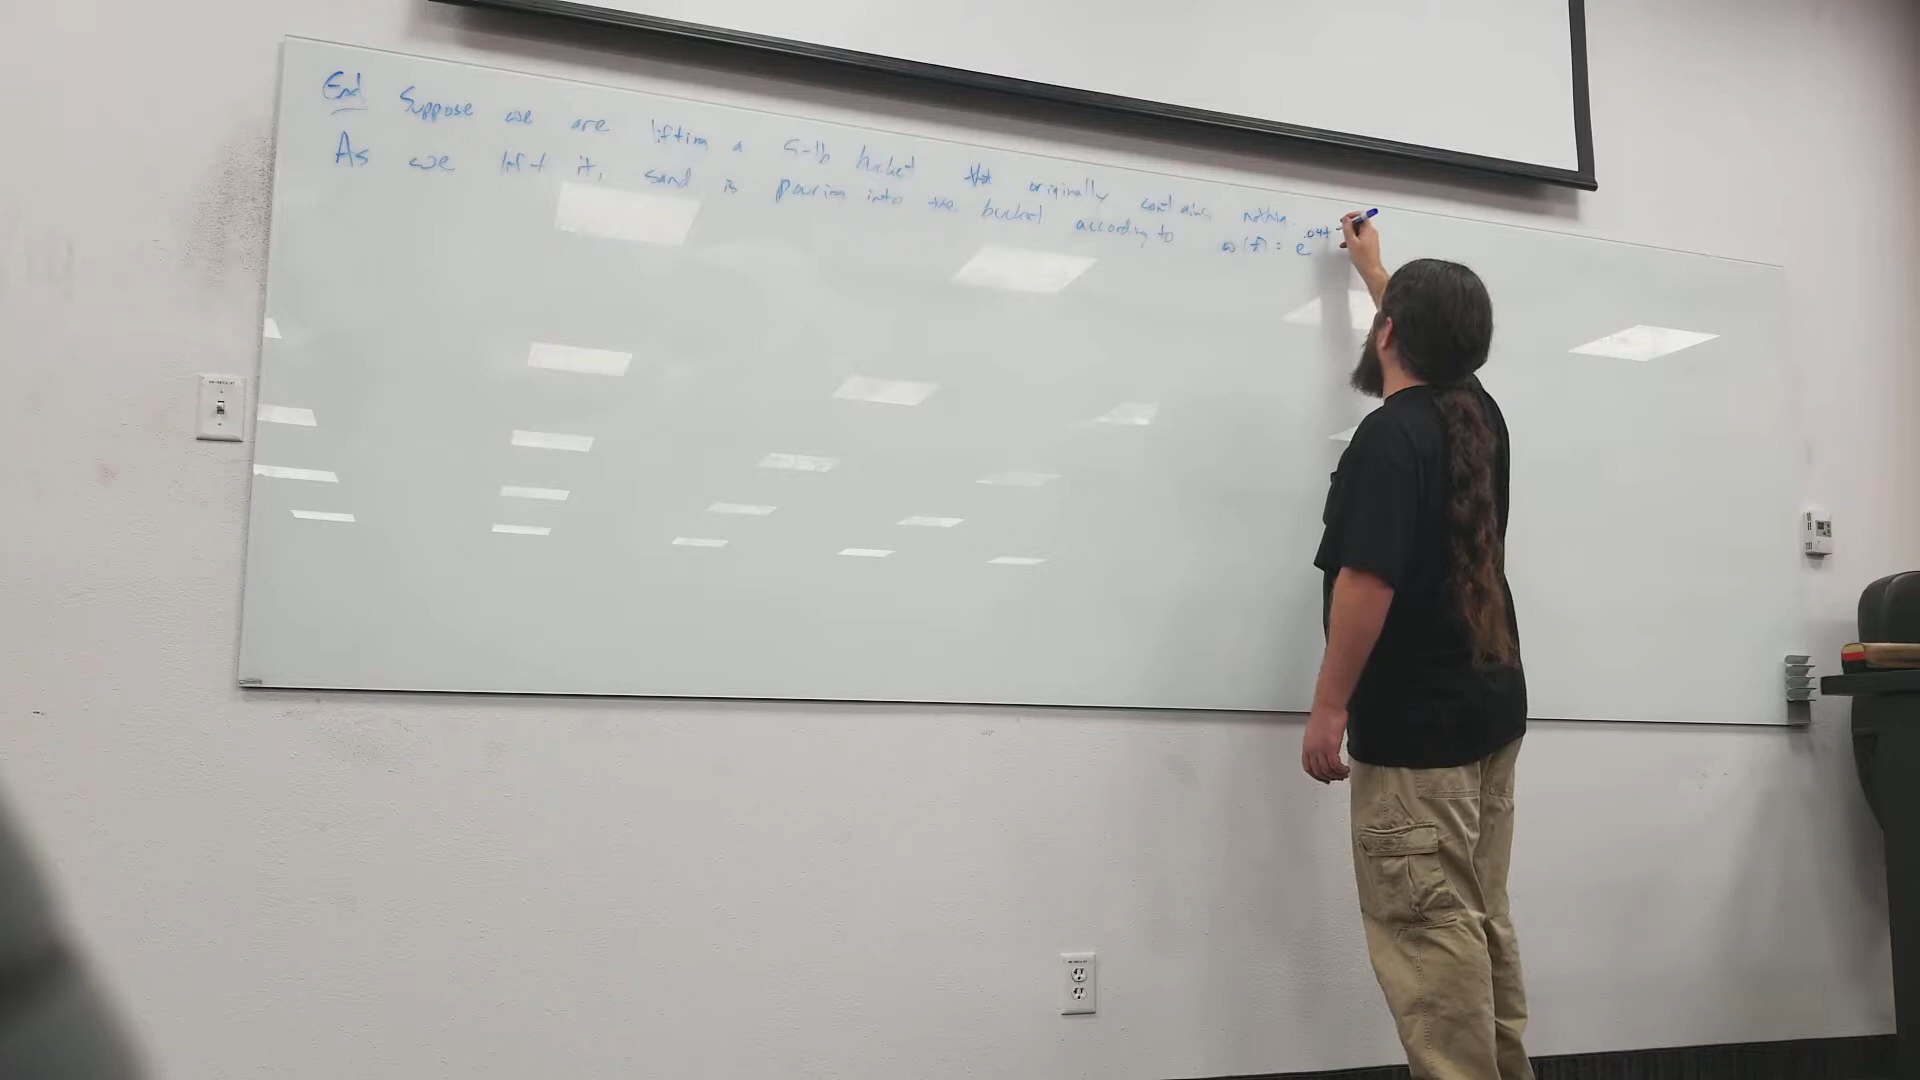 End Suppose we are lifting a 5-lb bucket that originally contains nothing.
As we lift it, sand is pouring into the bucket according to w(t) = e^.04t